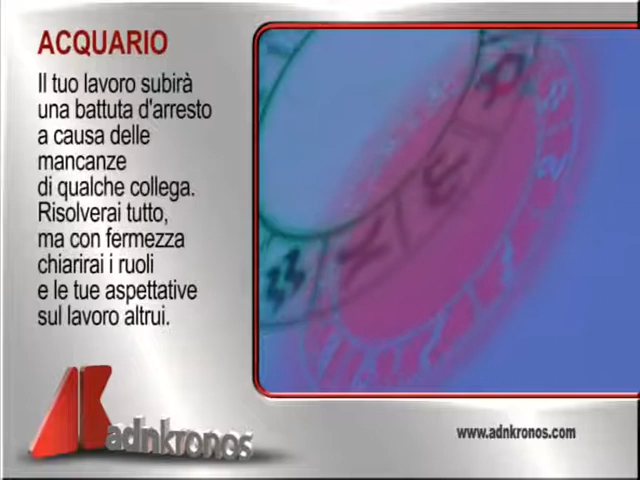 ACQUARIO
Il tuo lavoro subirà
una battuta d'arresto
a causa delle
mancanze
di qualche collega.
Risolverai tutto,
ma con fermezza
chiarirai i ruoli
e le tue aspettative
sul lavoro altrui.
adnkronos
www.adnkronos.com